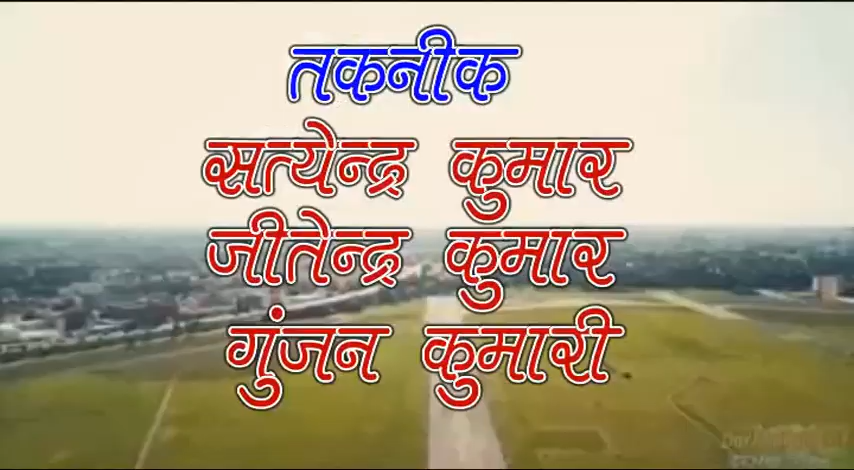 तकनीक
सत्येन्द्र कुमार
जीतेन्द्र कुमार
गुंजन कुमारी